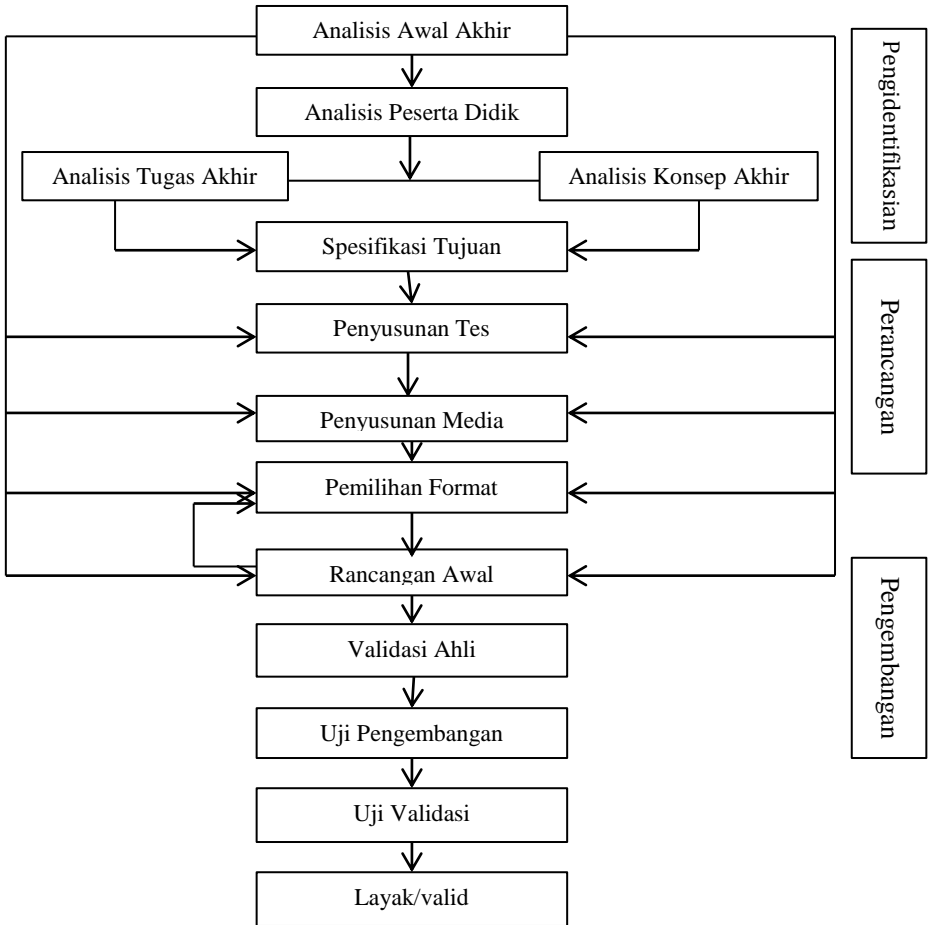 Analisis Awal Akhir
Analisis Peserta Didik
Analisis Tugas Akhir
Analisis Konsep Akhir
Spesifikasi Tujuan
Penyusunan Tes
Penyusunan Media
Pemilihan Format
Rancangan Awal
Validasi Ahli
Uji Pengembangan
Uji Validasi
Layak/valid
Pengidentifikasian
Perancangan
Pengembangan